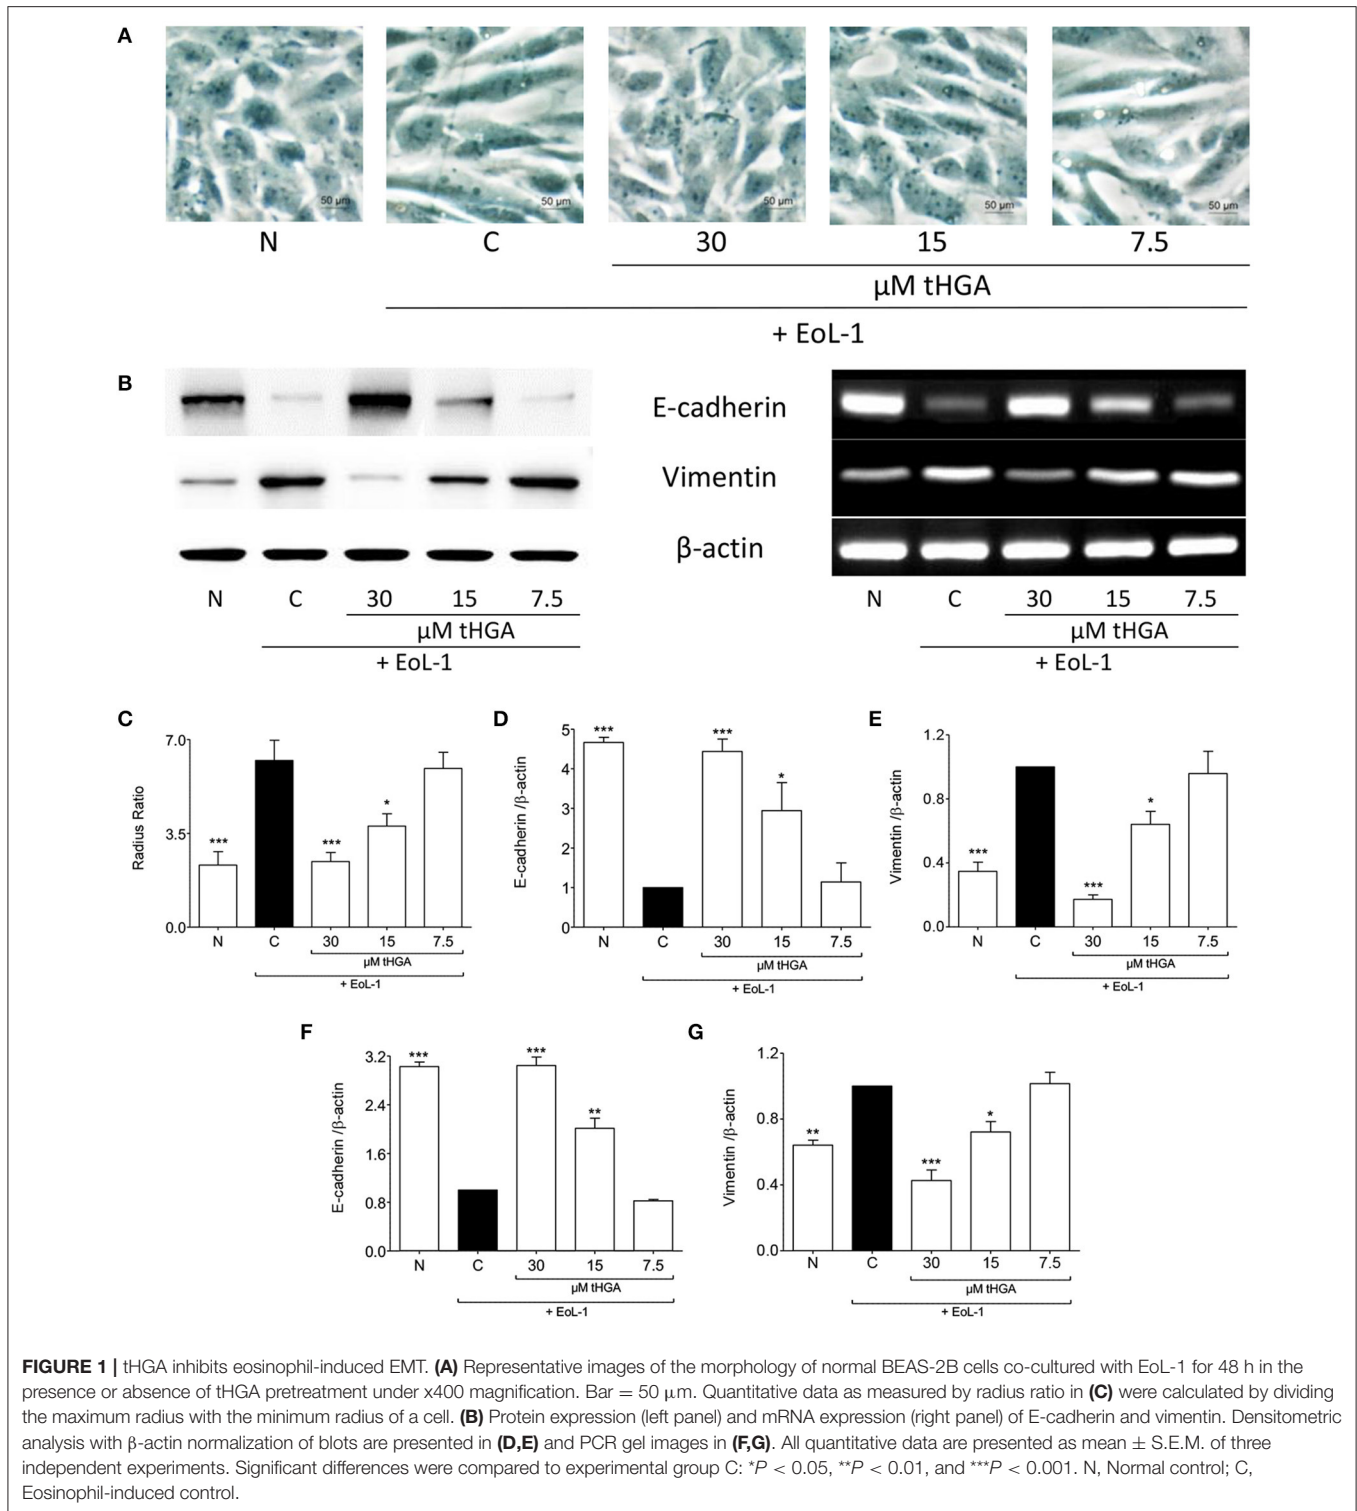 A
50 µm 50 µm 50 µm 50 µm 50 µm
N C 30 15 7.5
µM tHGA
+ EoL-1
B
E-cadherin
Vimentin
β-actin
N C 30 15 7.5
µM tHGA
+ EoL-1
N C 30 15 7.5
µM tHGA
+ EoL-1
C
Radius Ratio
7.0
3.5
0.0
*** *** *
N C 30 15 7.5
µM tHGA
+ EoL-1
D
E-cadherin /β-actin
5
4
3
2
1
0
*** *** *
N C 30 15 7.5
µM tHGA
+ EoL-1
E
Vimentin /β-actin
1.2
0.8
0.4
0.0
*** *** *
N C 30 15 7.5
µM tHGA
+ EoL-1
F
E-cadherin /β-actin
3.2
2.4
1.6
0.8
0.0
*** *** **
N C 30 15 7.5
µM tHGA
+ EoL-1
G
Vimentin /β-actin
1.2
0.8
0.4
0.0
** *** *
N C 30 15 7.5
µM tHGA
+ EoL-1
FIGURE 1 | tHGA inhibits eosinophil-induced EMT. (A) Representative images of the morphology of normal BEAS-2B cells co-cultured with EoL-1 for 48 h in the
presence or absence of tHGA pretreatment under x400 magnification. Bar = 50 μm. Quantitative data as measured by radius ratio in (C) were calculated by dividing
the maximum radius with the minimum radius of a cell. (B) Protein expression (left panel) and mRNA expression (right panel) of E-cadherin and vimentin. Densitometric
analysis with β-actin normalization of blots are presented in (D,E) and PCR gel images in (F,G). All quantitative data are presented as mean ± S.E.M. of three
independent experiments. Significant differences were compared to experimental group C: *P < 0.05, **P < 0.01, and ***P < 0.001. N, Normal control; C,
Eosinophil-induced control.